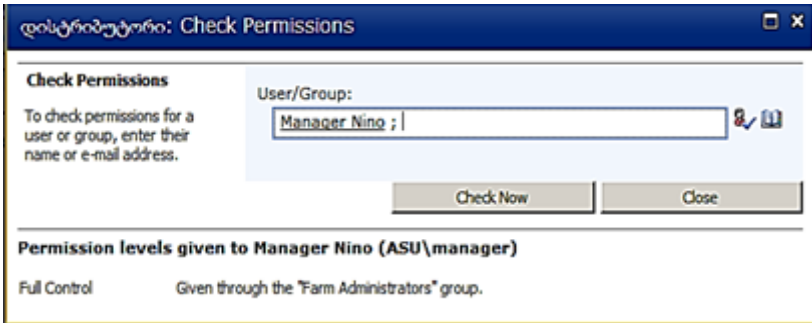 დისტრიბუტორი: Check Permissions
Check Permissions
To check permissions for a
user or group, enter their
name or e-mail address.
User/Group:
Manager Nino ;
Check Now
Close
Permission levels given to Manager Nino (ASU\manager)
Full Control Given through the "Farm Administrators" group.